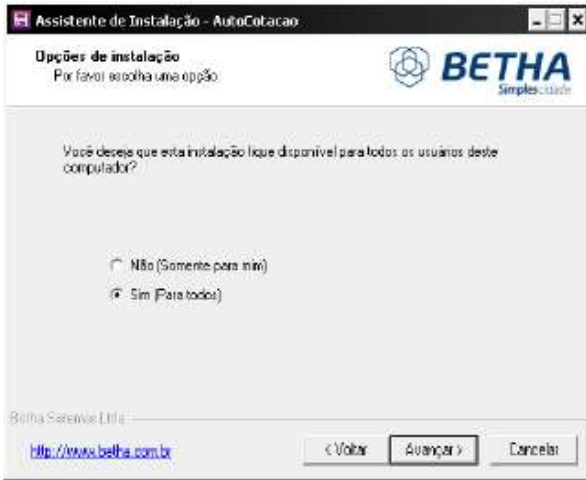 Assistente de Instalação - AutoCotacao
Opções de instalação
Por favor escolha uma opção
BETHA
Simplescidade
Você deseja que esta instalação fique disponível para todos os usuários deste
computador?
Não (Somente para mim)
Sim (Para todos)
Betha Sistemas Ltda
http://www.betha.com.br
< Voltar
Avançar >
Cancelar